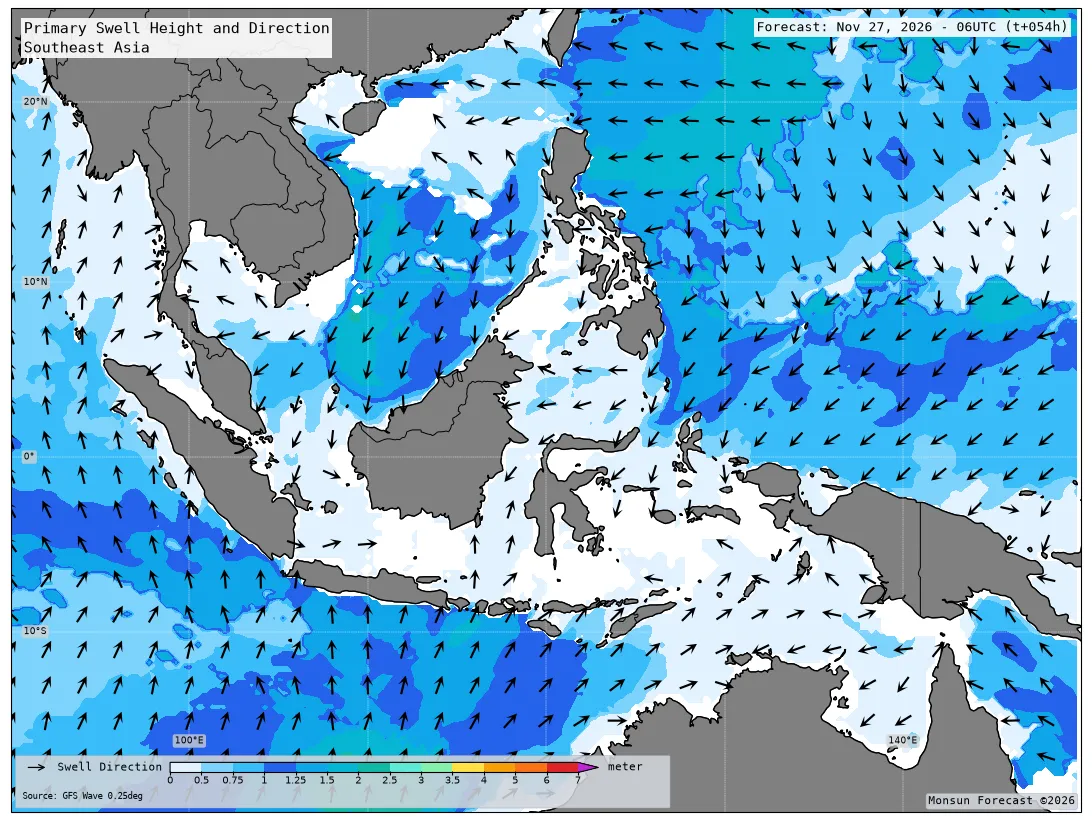 Primary Swell Height and Direction
Southeast Asia
Forecast: Nov 27, 2026 - 06UTC (t+054h)
20°N
10°N
0°
10°S
100°E
140°E
Swell Direction
0 0.5 0.75 1 1.25 1.5 2 2.5 3 3.5 4 5 6 7
meter
Source: GFS Wave 0.25deg
Monsun Forecast ©2026